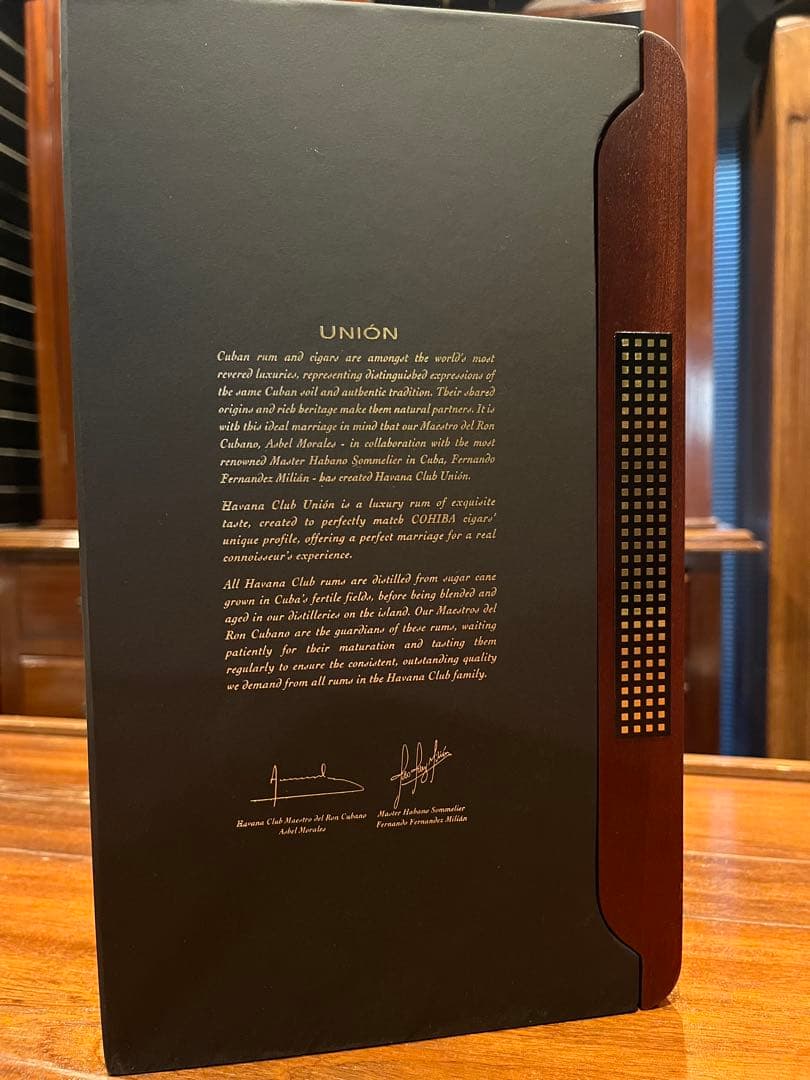 UNIÓN
Cuban rum and cigars are amongst the world's most
revered luxuries, representing distinguished expressions of
the same Cuban soil and authentic tradition. Their shared
origins and rich heritage make them natural partners. It is
with this ideal marriage in mind that our Maestro del Ron
Cubano, Asbel Morales - in collaboration with the most
renowned Master Habano Sommelier in Cuba, Fernando
Fernandez Milián - has created Havana Club Unión.
Havana Club Unión is a luxury rum of exquisite
taste, created to perfectly match COHIBA cigars'
unique profile, offering a perfect marriage for a real
connoisseur's experience.
All Havana Club rums are distilled from sugar cane
grown in Cuba's fertile fields, before being blended and
aged in our distilleries on the island. Our Maestros del
Ron Cubano are the guardians of these rums, waiting
patiently for their maturation and tasting them
regularly to ensure the consistent, outstanding quality
we demand from all rums in the Havana Club family.
Havana Club Maestro del Ron Cubano
Asbel Morales
Master Habano Sommelier
Fernando Fernandez Milián